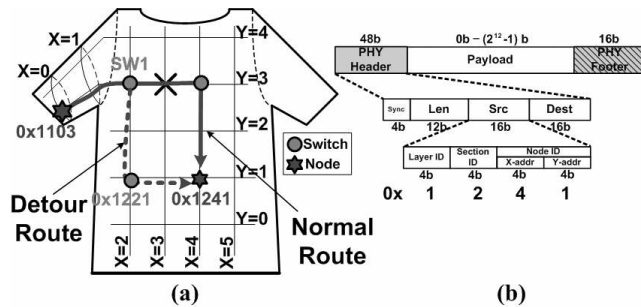 X=1
X=0
SW1
Y=4
Y=3
Y=2
Y=1
Y=0
0x1103
Switch
Node
0x1221
0x1241
Detour
Route
Normal
Route
X=2
X=3
X=4
X=5
(a)
48b
0b – (2¹²-1) b
16b
PHY
Header
Payload
PHY
Footer
Sync
Len
Src
Dest
4b
12b
16b
16b
Layer ID
Section
ID
Node ID
X-addr
Y-addr
4b
4b
4b
4b
0x
1
2
4
1
(b)